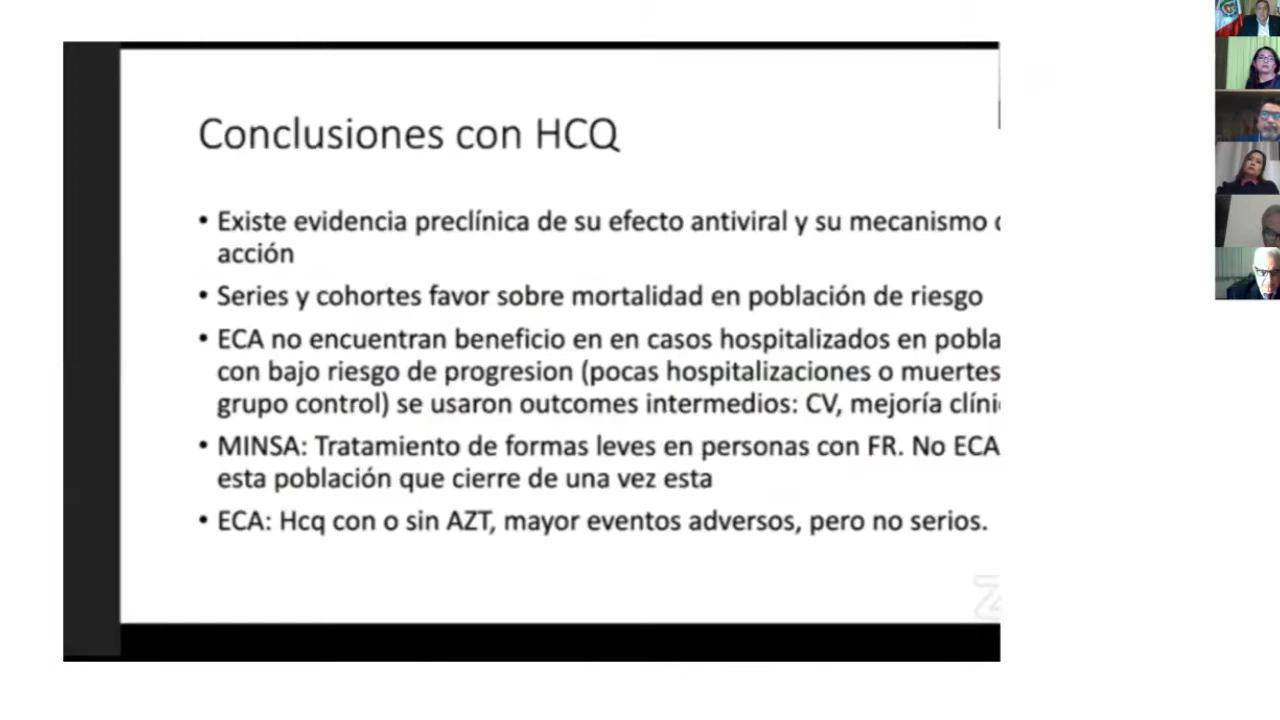 Conclusiones con HCQ
• Existe evidencia preclínica de su efecto antiviral y su mecanismo
acción
• Series y cohortes favor sobre mortalidad en población de riesgo
• ECA no encuentran beneficio en en casos hospitalizados en pobla
con bajo riesgo de progresion (pocas hospitalizaciones o muertes
grupo control) se usaron outcomes intermedios: CV, mejoría clíni
• MINSA: Tratamiento de formas leves en personas con FR. No ECA
esta población que cierre de una vez esta
• ECA: Hcq con o sin AZT, mayor eventos adversos, pero no serios.